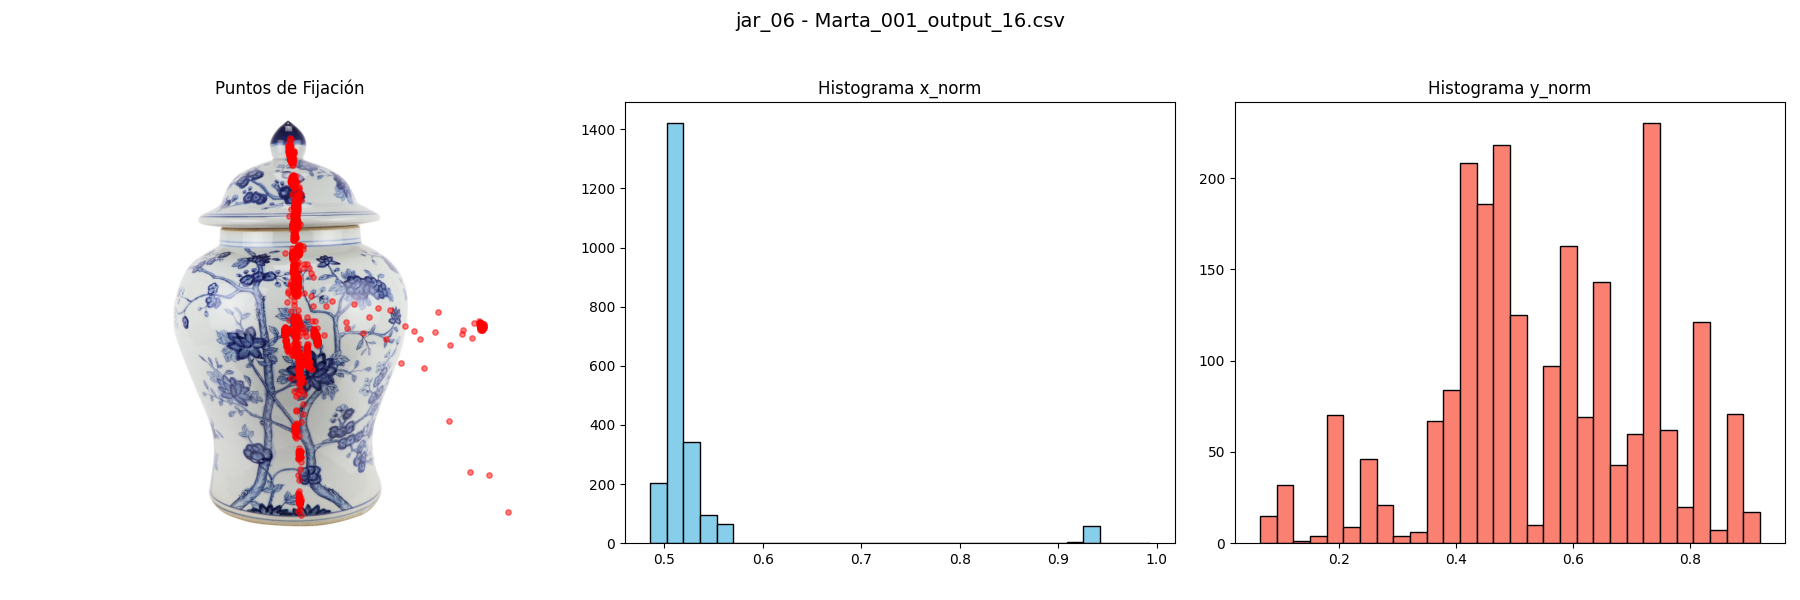 jar_06 - Marta_001_output_16.csv
Puntos de Fijación
Histograma x_norm
1400
1200
1000
800
600
400
200
0
0.5 0.6 0.7 0.8 0.9 1.0
Histograma y_norm
200
150
100
50
0
0.2 0.4 0.6 0.8